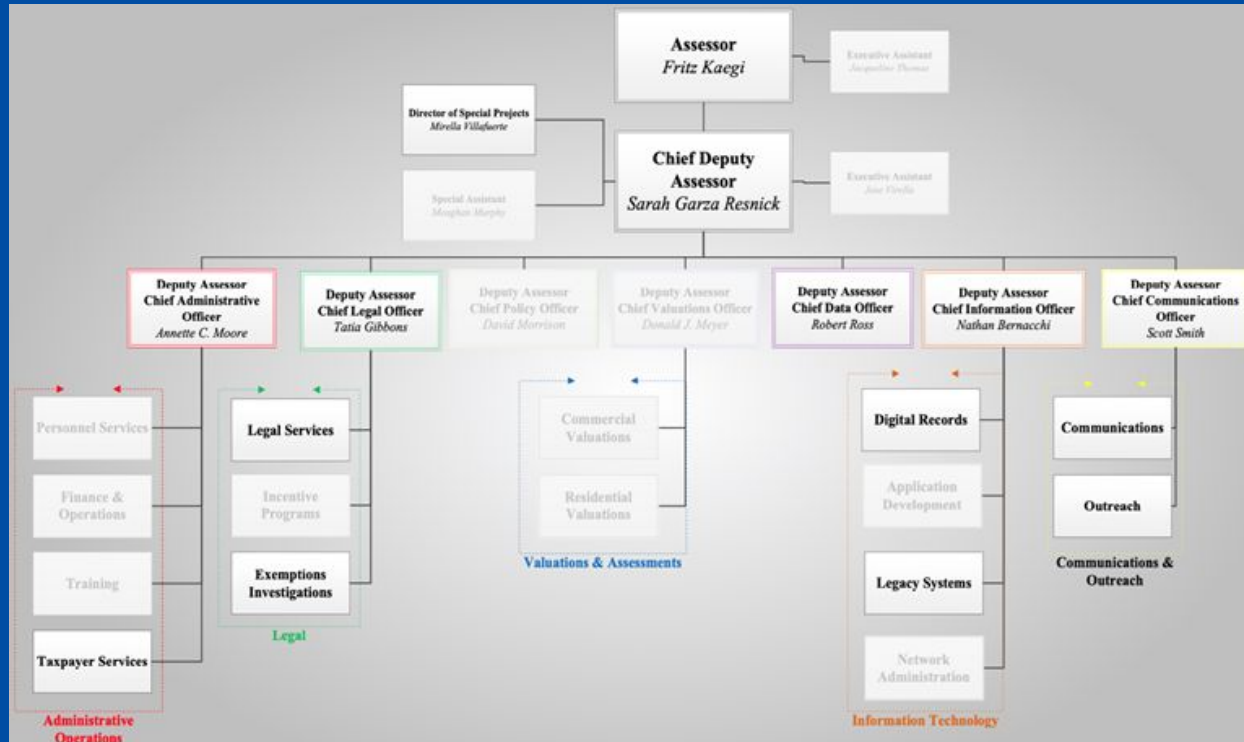 Assessor
Fritz Kaegi
Executive Assistant
Jacqueline Thomas
Director of Special Projects
Mirella Villafuerte
Chief Deputy
Assessor
Sarah Garza Resnick
Special Assistant
Meaghan Murphy
Executive Assistant
Deputy Assessor
Chief Administrative
Officer
Annette C. Moore
Deputy Assessor
Chief Legal Officer
Tatia Gibbons
Deputy Assessor
Chief Policy Officer
David Morrison
Deputy Assessor
Chief Valuations Officer
Donald J. Meyer
Deputy Assessor
Chief Data Officer
Robert Ross
Deputy Assessor
Chief Information Officer
Nathan Bernacchi
Deputy Assessor
Chief Communications
Officer
Scott Smith
Personnel Services
Finance &
Operations
Training
Taxpayer Services
Administrative
Operations
Legal Services
Incentive
Programs
Exemptions
Investigations
Legal
Commercial
Valuations
Residential
Valuations
Valuations & Assessments
Digital Records
Application
Development
Legacy Systems
Network
Administration
Information Technology
Communications
Outreach
Communications &
Outreach